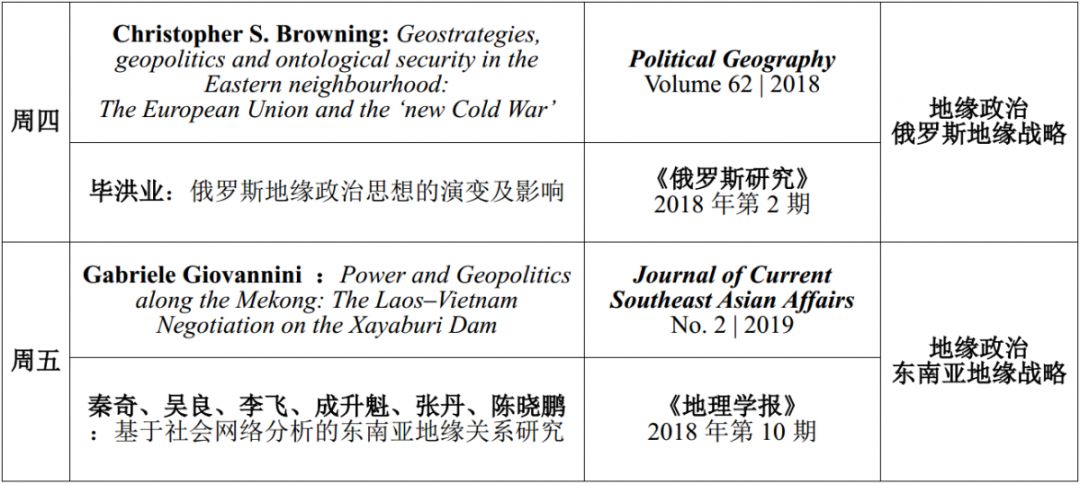 周四
Christopher S. Browning: Geostrategies,
geopolitics and ontological security in the
Eastern neighbourhood:
The European Union and the ‘new Cold War’
Political Geography
Volume 62 | 2018
地缘政治
俄罗斯地缘战略
毕洪业：俄罗斯地缘政治思想的演变及影响
《俄罗斯研究》
2018 年第 2 期
周五
Gabriele Giovannini ：Power and Geopolitics
along the Mekong: The Laos–Vietnam
Negotiation on the Xayaburi Dam
Journal of Current
Southeast Asian Affairs
No. 2 | 2019
地缘政治
东南亚地缘战略
秦奇、吴良、李飞、成升魁、张丹、陈晓鹏
：基于社会网络分析的东南亚地缘关系研究
《地理学报》
2018 年第 10 期